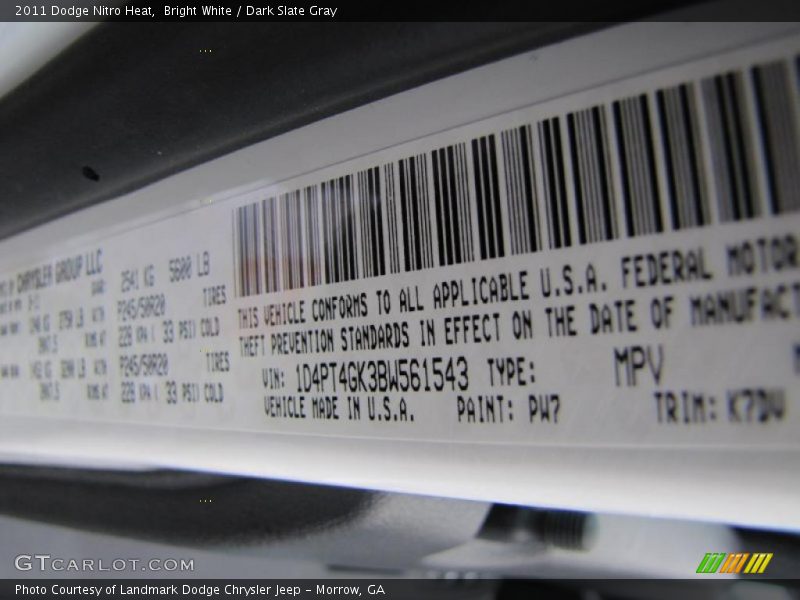 2011 Dodge Nitro Heat,  Bright White / Dark Slate Gray
CHRYSLER GROUP LLC
2541 KG 5600 LB
P245/50R20 TIRES
228 KPA ( 33 PSI) COLD
P245/50R20 TIRES
228 KPA ( 33 PSI) COLD
THIS VEHICLE CONFORMS TO ALL APPLICABLE U.S.A. FEDERAL MOTOR
THEFT PREVENTION STANDARDS IN EFFECT ON THE DATE OF MANUFACT
VIN: 1D4PT4GK3BW561543 TYPE: MPV
VEHICLE MADE IN U.S.A. PAINT: PW7 TRIM: K7DV
GTCARLOT.COM
Photo Courtesy of Landmark Dodge Chrysler Jeep - Morrow, GA